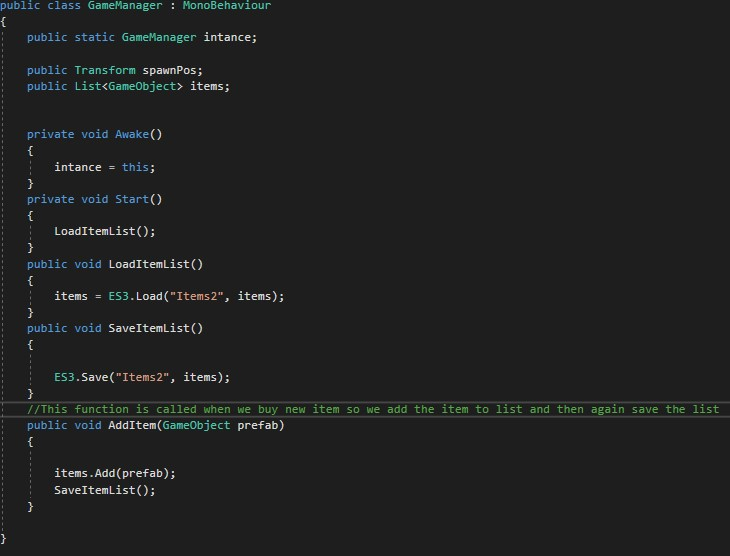 public class GameManager : MonoBehaviour
{
public static GameManager intance;
public Transform spawnPos;
public List<GameObject> items;
private void Awake()
{
intance = this;
}
private void Start()
{
LoadItemList();
}
public void LoadItemList()
{
items = ES3.Load("Items2", items);
}
public void SaveItemList()
{
ES3.Save("Items2", items);
}
//This function is called when we buy new item so we add the item to list and then again save the list
public void AddItem(GameObject prefab)
{
items.Add(prefab);
SaveItemList();
}
}